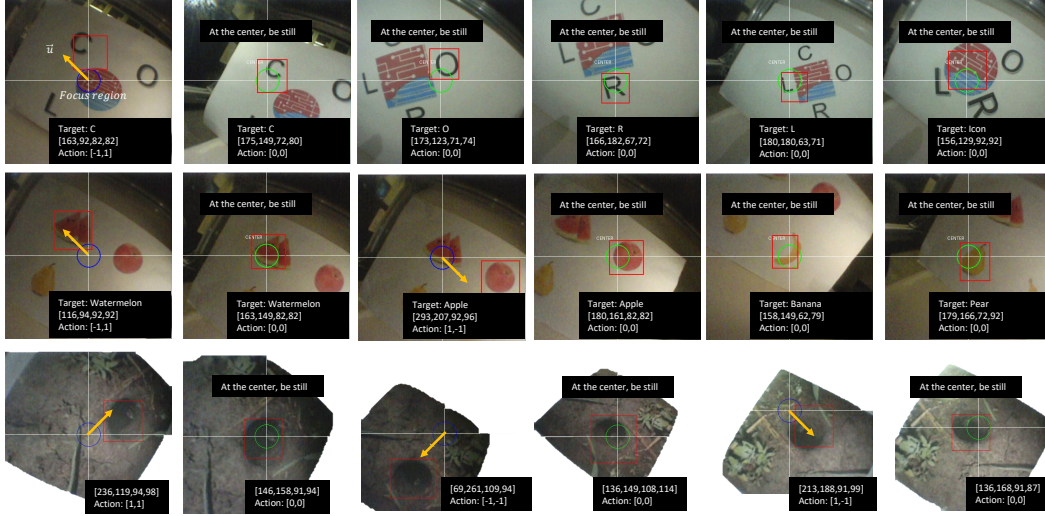 C
O
L
u⃗
Focus region
Target: C
[163,92,82,82]
Action: [-1,1]
At the center, be still
CENTER
C
Target: C
[175,149,72,80]
Action: [0,0]
At the center, be still
CENTER
O
L
R
Target: O
[173,123,71,74]
Action: [0,0]
At the center, be still
CENTER
L
R
Target: R
[166,182,67,72]
Action: [0,0]
At the center, be still
CENTER
C
O
L
R
Target: L
[180,180,63,71]
Action: [0,0]
At the center, be still
CENTER
O
L
R
Target: Icon
[156,129,92,92]
Action: [0,0]
Target: Watermelon
[116,94,92,92]
Action: [-1,1]
At the center, be still
CENTER
Target: Watermelon
[163,149,82,82]
Action: [0,0]
Target: Apple
[293,207,92,96]
Action: [1,-1]
At the center, be still
CENTER
Target: Apple
[180,161,82,82]
Action: [0,0]
At the center, be still
CENTER
Target: Banana
[158,149,62,79]
Action: [0,0]
At the center, be still
CENTER
Target: Pear
[179,166,72,92]
Action: [0,0]
[236,119,94,98]
Action: [1,1]
At the center, be still
[146,158,91,94]
Action: [0,0]
[69,261,109,94]
Action: [-1,-1]
At the center, be still
[136,149,108,114]
Action: [0,0]
[213,188,91,99]
Action: [1,-1]
At the center, be still
[136,168,91,87]
Action: [0,0]